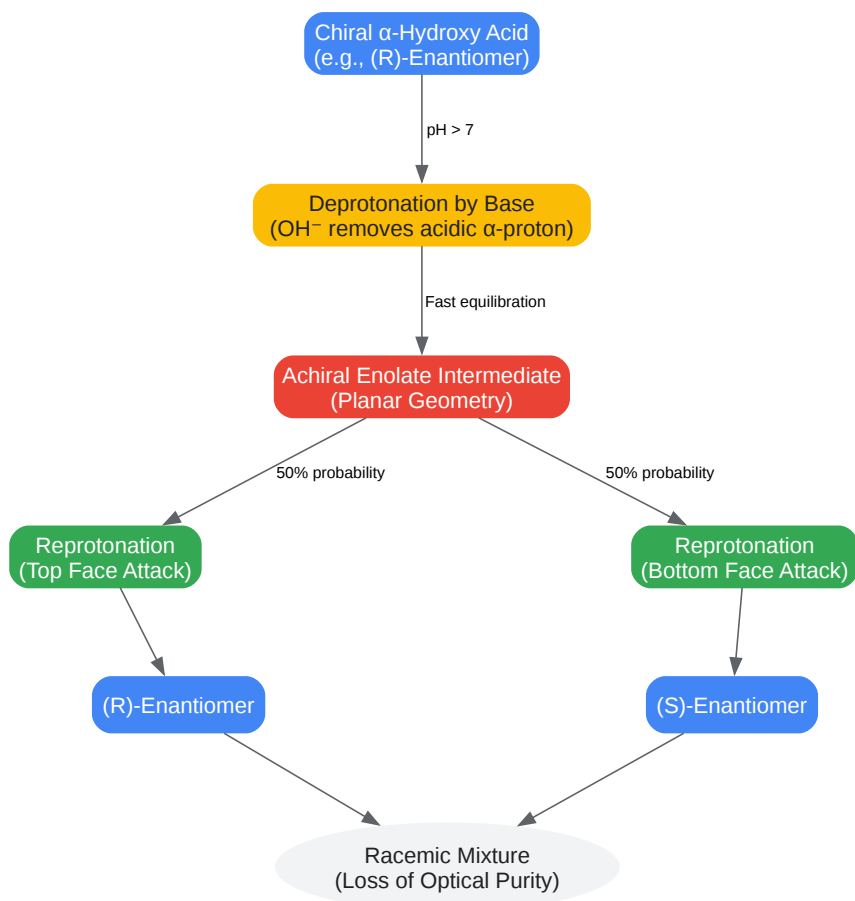 Chiral α-Hydroxy Acid
(e.g., (R)-Enantiomer)
pH > 7
Deprotonation by Base
(OH⁻ removes acidic α-proton)
Fast equilibration
Achiral Enolate Intermediate
(Planar Geometry)
50% probability
50% probability
Reprotonation
(Top Face Attack)
Reprotonation
(Bottom Face Attack)
(R)-Enantiomer
(S)-Enantiomer
Racemic Mixture
(Loss of Optical Purity)